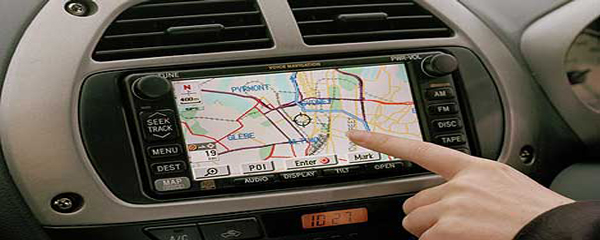 VOICE NAVIGATION
TUNE
PWR-VOL
N
PYRMONT
400m
AM
SEEK
TRACK
FM
GLEBE
DISC
MENU
19
TAPE
DEST
POI
Enter
Mark
MAP
AUDIO
DISPLAY
TILT
OPEN
A/C
10:27